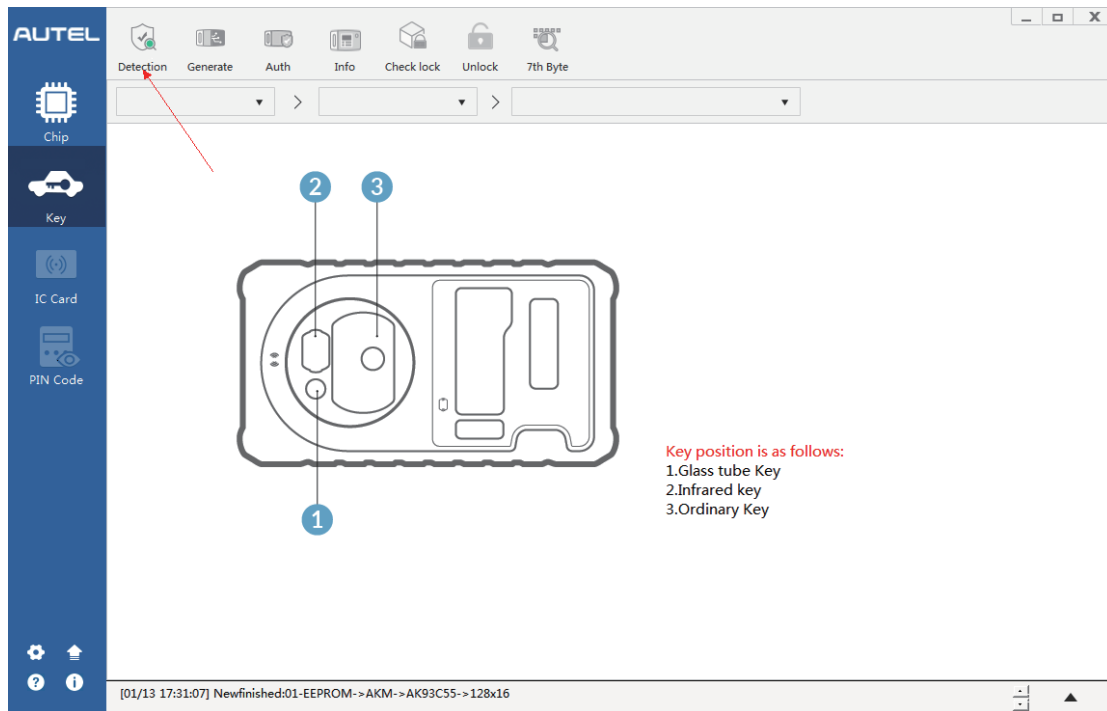 AUTEL
Detection Generate Auth Info Check lock Unlock 7th Byte
Chip
Key
IC Card
PIN Code
2 3
1
Key position is as follows:
1.Glass tube Key
2.Infrared key
3.Ordinary Key
[01/13 17:31:07] Newfinished:01-EEPROM->AKM->AK93C55->128x16